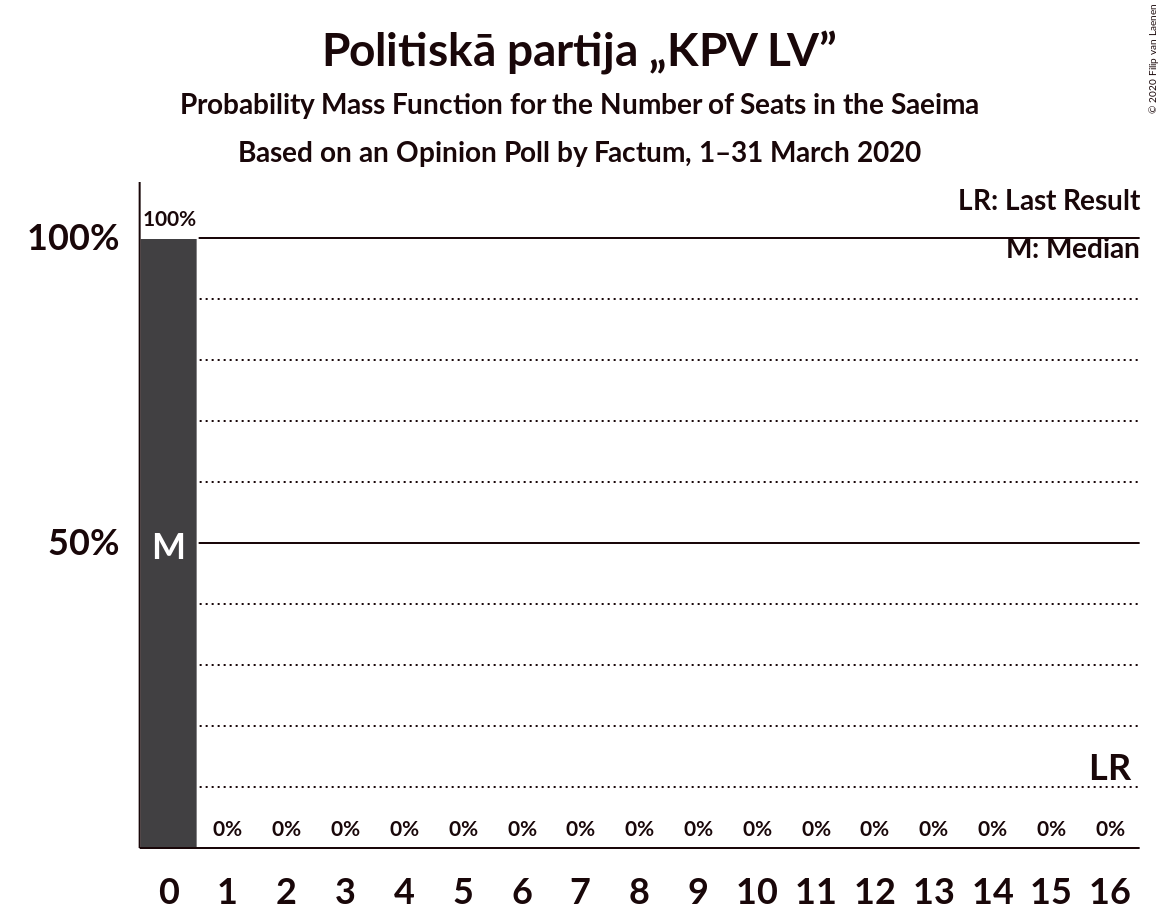 Politiskā partija „KPV LV”
Probability Mass Function for the Number of Seats in the Saeima
Based on an Opinion Poll by Factum, 1–31 March 2020
© 2020 Filip van Laenen
LR: Last Result
M: Median
100%
100%
50%
M
LR
0% 0% 0% 0% 0% 0% 0% 0% 0% 0% 0% 0% 0% 0% 0% 0%
0 1 2 3 4 5 6 7 8 9 10 11 12 13 14 15 16